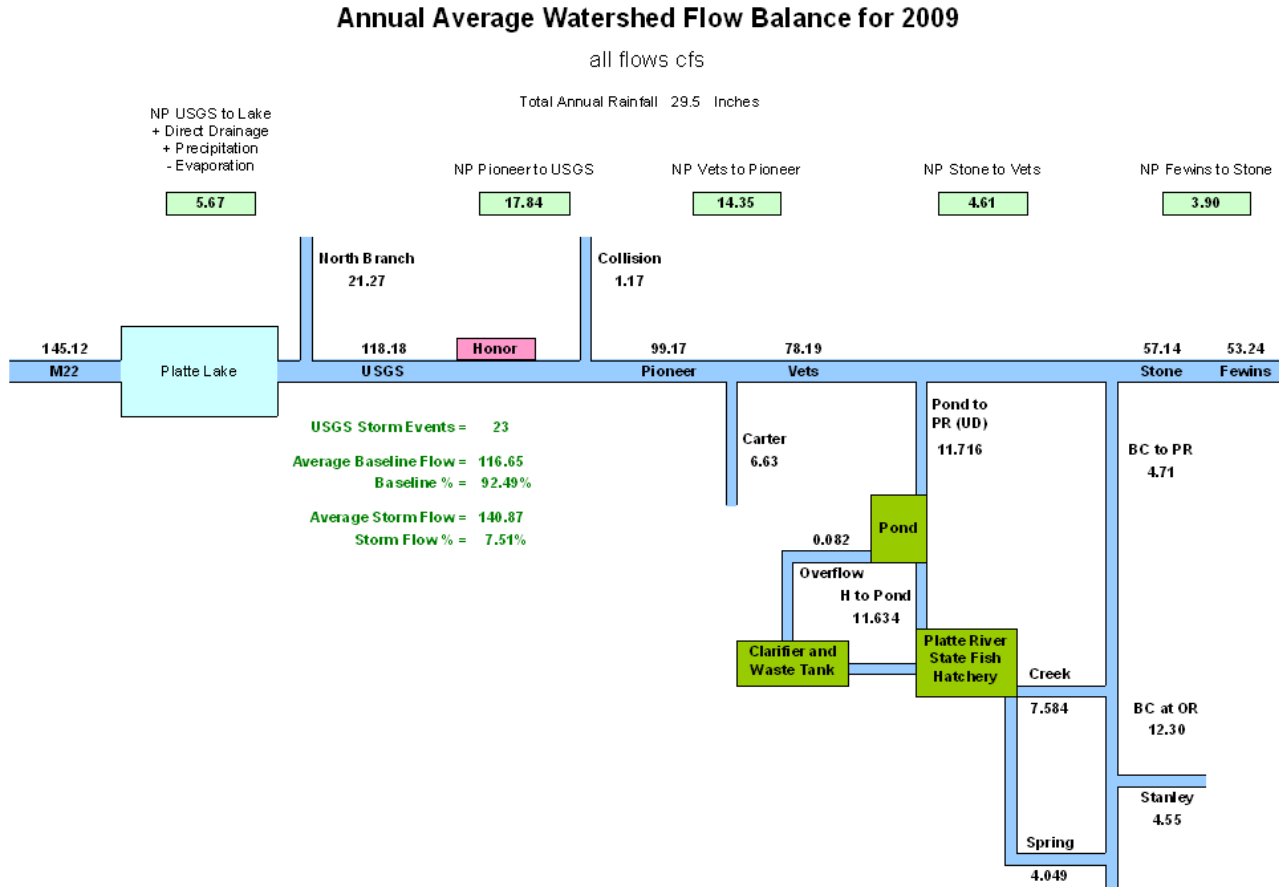 Annual Average Watershed Flow Balance for 2009
all flows cfs
Total Annual Rainfall 29.5 Inches
NP USGS to Lake
+ Direct Drainage
+ Precipitation
- Evaporation
5.67
NP Pioneer to USGS
17.84
NP Vets to Pioneer
14.35
NP Stone to Vets
4.61
NP Fewins to Stone
3.90
North Branch
21.27
Collision
1.17
145.12
M22
Platte Lake
118.18
USGS
Honor
99.17
Pioneer
78.19
Vets
57.14
Stone
53.24
Fewins
USGS Storm Events = 23
Average Baseline Flow = 116.65
Baseline % = 92.49%
Average Storm Flow = 140.87
Storm Flow % = 7.51%
Carter
6.63
Pond to
PR (UD)
11.716
BC to PR
4.71
Pond
0.082
Overflow
H to Pond
11.634
Clarifier and
Waste Tank
Platte River
State Fish
Hatchery
Creek
7.584
BC at OR
12.30
Stanley
4.55
Spring
4.049